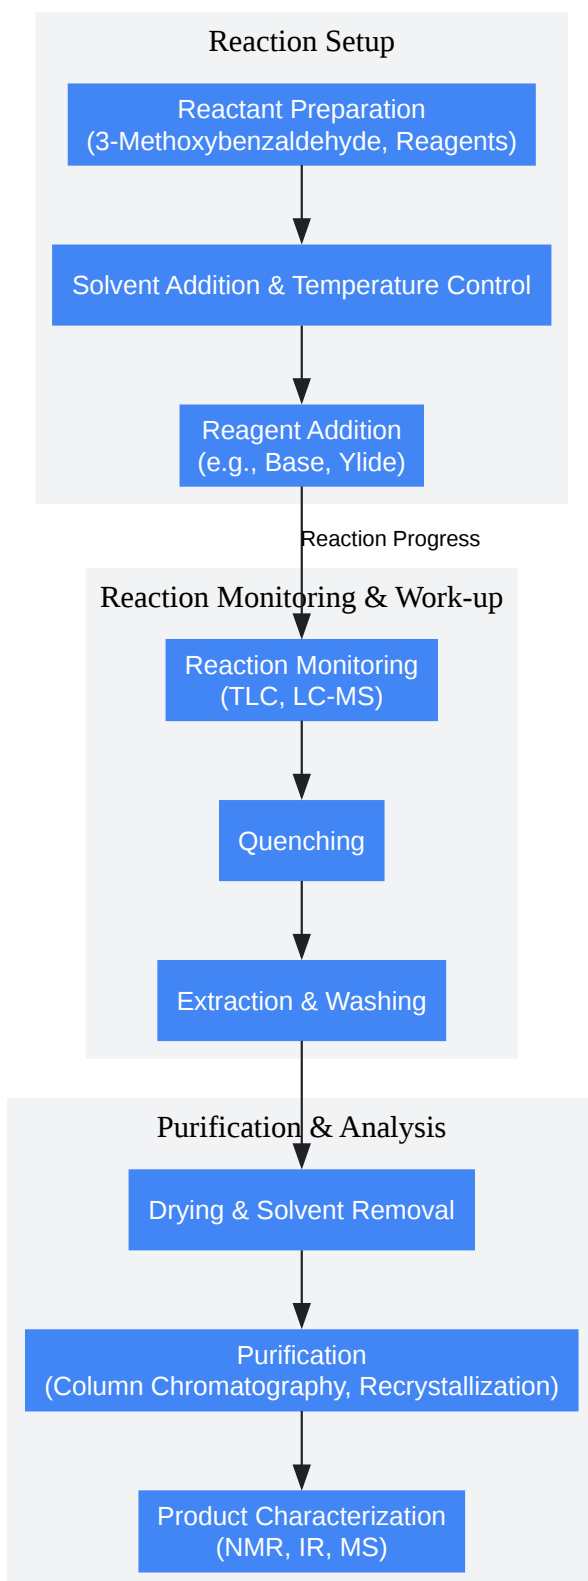 Reaction Setup
Reactant Preparation
(3-Methoxybenzaldehyde, Reagents)
Solvent Addition & Temperature Control
Reagent Addition
(e.g., Base, Ylide)
Reaction Progress
Reaction Monitoring & Work-up
Reaction Monitoring
(TLC, LC-MS)
Quenching
Extraction & Washing
Purification & Analysis
Drying & Solvent Removal
Purification
(Column Chromatography, Recrystallization)
Product Characterization
(NMR, IR, MS)